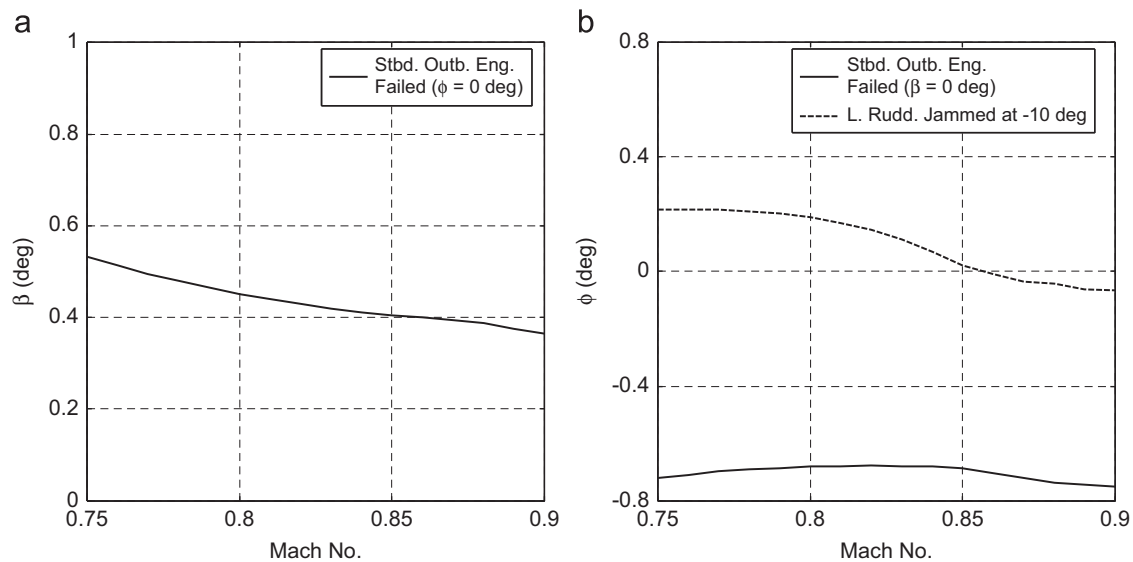 a
1
0.8
0.6
0.4
0.2
0
β (deg)
Stbd. Outb. Eng.
Failed (ϕ = 0 deg)
0.75
0.8
0.85
0.9
Mach No.
b
0.8
0.4
0
-0.4
-0.8
ϕ (deg)
Stbd. Outb. Eng.
Failed (β = 0 deg)
L. Rudd. Jammed at -10 deg
0.75
0.8
0.85
0.9
Mach No.